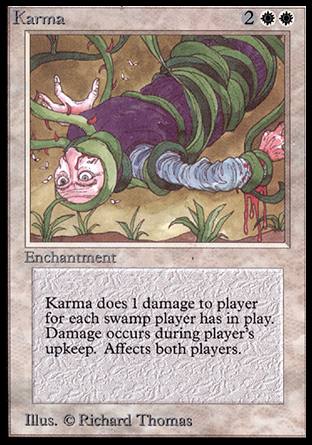 Karma 2
Enchantment
Karma does 1 damage to player
for each swamp player has in play.
Damage occurs during player's
upkeep. Affects both players.
Illus. © Richard Thomas